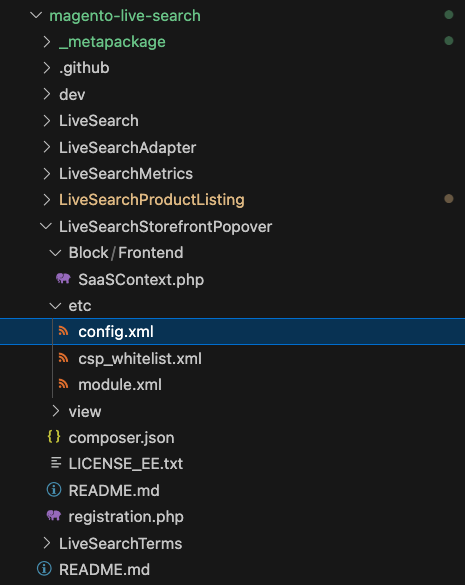 magento-live-search
_metapackage
.github
dev
LiveSearch
LiveSearchAdapter
LiveSearchMetrics
LiveSearchProductListing
LiveSearchStorefrontPopover
Block/Frontend
SaaSContext.php
etc
config.xml
csp_whitelist.xml
module.xml
view
{} composer.json
LICENSE_EE.txt
README.md
registration.php
LiveSearchTerms
README.md